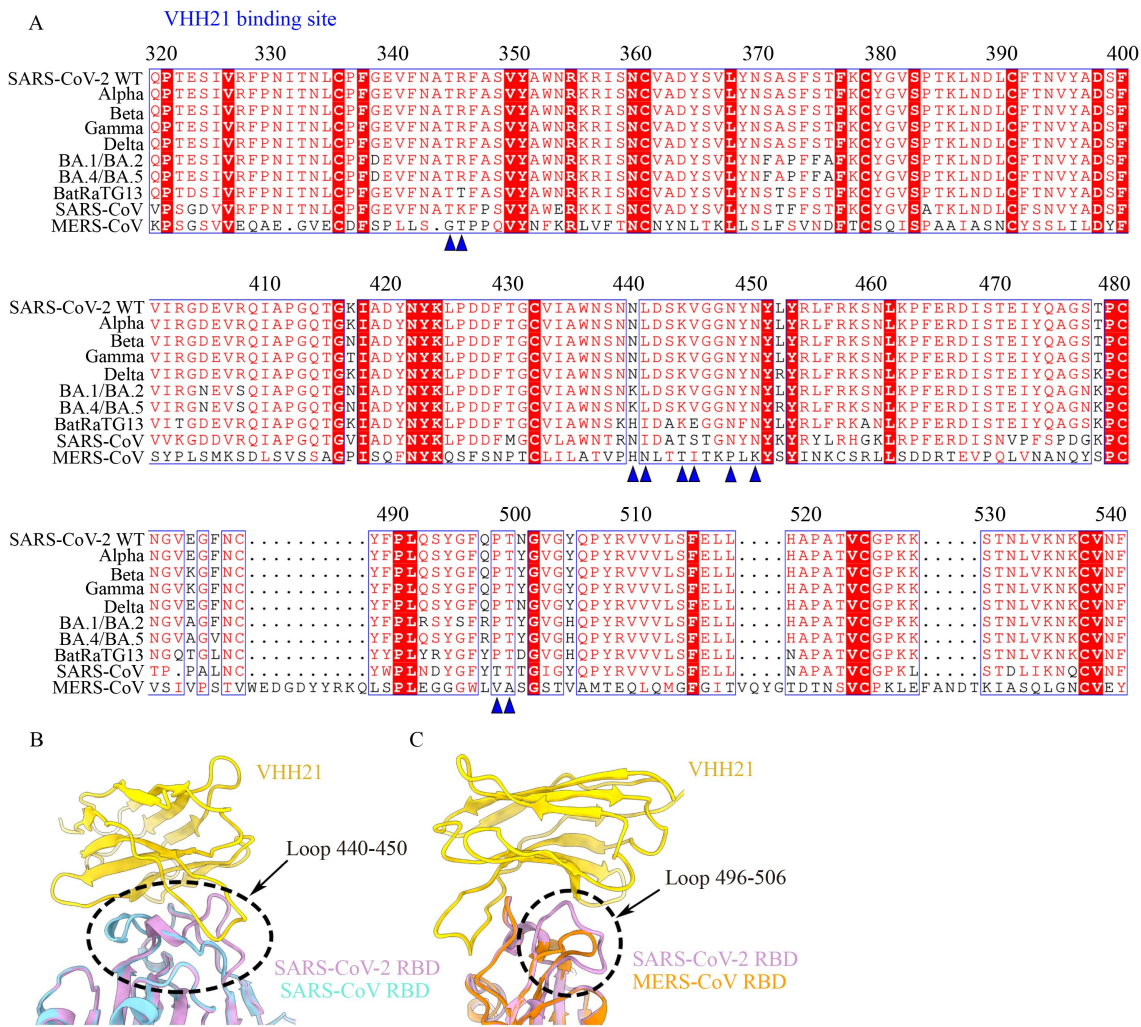 A
VHH21 binding site
320 330 340 350 360 370 380 390 400
SARS-CoV-2 WT QPTESIVRFPNITNLCPFGEVFNATRFASVYAWNRKRISNCVADYSVLYNSASFSTFKCYGVSPTKLNDLCFTNVYADSF
Alpha QPTESIVRFPNITNLCPFGEVFNATRFASVYAWNRKRISNCVADYSVLYNSASFSTFKCYGVSPTKLNDLCFTNVYADSF
Beta QPTESIVRFPNITNLCPFGEVFNATRFASVYAWNRKRISNCVADYSVLYNSASFSTFKCYGVSPTKLNDLCFTNVYADSF
Gamma QPTESIVRFPNITNLCPFGEVFNATRFASVYAWNRKRISNCVADYSVLYNSASFSTFKCYGVSPTKLNDLCFTNVYADSF
Delta QPTESIVRFPNITNLCPFGEVFNATRFASVYAWNRKRISNCVADYSVLYNSASFSTFKCYGVSPTKLNDLCFTNVYADSF
BA.1/BA.2 QPTESIVRFPNITNLCPFDEVFNATRFASVYAWNRKRISNCVADYSVLYNFAPFFAFKCYGVSPTKLNDLCFTNVYADSF
BA.4/BA.5 QPTESIVRFPNITNLCPFDEVFNATRFASVYAWNRKRISNCVADYSVLYNFAPFFAFKCYGVSPTKLNDLCFTNVYADSF
BatRaTG13 QPTDSIVRFPNITNLCPFGEVFNATTFASVYAWNRKRISNCVADYSVLYNSTSFSTFKCYGVSPTKLNDLCFTNVYADSF
SARS-CoV VPSGDVVRFPNITNLCPFGEVFNATKFPSVYAWERKKISNCVADYSVLYNSTFFSTFKCYGVSATKLNDLCFSNVYADSF
MERS-CoV KPSGSVVEQAE.GVECDFSPLLS.GTPPQVYNFKRLVFTNCNYNLTKLLSLFSVNDFTCSQISPAAIASNCYSSLILDYF
410 420 430 440 450 460 470 480
SARS-CoV-2 WT VIRGDEVRQIAPGQTGKIADYNYKLPDDFTGCVIAWNSNNLDSKVGGNYNYLYRLFRKSNLKPFERDISTEIYQAGSTPC
Alpha VIRGDEVRQIAPGQTGKIADYNYKLPDDFTGCVIAWNSNNLDSKVGGNYNYLYRLFRKSNLKPFERDISTEIYQAGSTPC
Beta VIRGDEVRQIAPGQTGNIADYNYKLPDDFTGCVIAWNSNNLDSKVGGNYNYLYRLFRKSNLKPFERDISTEIYQAGSTPC
Gamma VIRGDEVRQIAPGQTGTIADYNYKLPDDFTGCVIAWNSNNLDSKVGGNYNYLYRLFRKSNLKPFERDISTEIYQAGSTPC
Delta VIRGDEVRQIAPGQTGKIADYNYKLPDDFTGCVIAWNSNNLDSKVGGNYNYRYRLFRKSNLKPFERDISTEIYQAGSKPC
BA.1/BA.2 VIRGNEVSQIAPGQTGNIADYNYKLPDDFTGCVIAWNSNKLDSKVGGNYNYLYRLFRKSNLKPFERDISTEIYQAGNKPC
BA.4/BA.5 VIRGNEVSQIAPGQTGNIADYNYKLPDDFTGCVIAWNSNKLDSKVGGNYNYRYRLFRKSNLKPFERDISTEIYQAGNKPC
BatRaTG13 VITGDEVRQIAPGQTGKIADYNYKLPDDFTGCVIAWNSKHIDAKEGGNFNYLYRLFRKANLKPFERDISTEIYQAGSKPC
SARS-CoV VVKGDDVRQIAPGQTGVIADYNYKLPDDFMGCVLAWNTRNIDATSTGNYNYKYRYLRHGKLRPFERDISNVPFSPDGKPC
MERS-CoV SYPLSMKSDLSVSSAGPISQFNYKQSFSNPTCLILATVPHNLTTITKPLKYSYINKCSRLLSDDRTEVPQLVNANQYSPC
490 500 510 520 530 540
SARS-CoV-2 WT NGVEGFNC..........YFPLQSYGFQPTNGVGYQPYRVVVLSFELL....HAPATVCGPKK.....STNLVKNKCVNF
Alpha NGVEGFNC..........YFPLQSYGFQPTYGVGYQPYRVVVLSFELL....HAPATVCGPKK.....STNLVKNKCVNF
Beta NGVKGFNC..........YFPLQSYGFQPTYGVGYQPYRVVVLSFELL....HAPATVCGPKK.....STNLVKNKCVNF
Gamma NGVKGFNC..........YFPLQSYGFQPTYGVGYQPYRVVVLSFELL....HAPATVCGPKK.....STNLVKNKCVNF
Delta NGVEGFNC..........YFPLQSYGFQPTNGVGYQPYRVVVLSFELL....HAPATVCGPKK.....STNLVKNKCVNF
BA.1/BA.2 NGVAGFNC..........YFPLRSYSFRPTYGVGHQPYRVVVLSFELL....HAPATVCGPKK.....STNLVKNKCVNF
BA.4/BA.5 NGVAGVNC..........YFPLQSYGFRPTYGVGHQPYRVVVLSFELL....HAPATVCGPKK.....STNLVKNKCVNF
BatRaTG13 NGQTGLNC..........YYPLYRYGFYPTDGVGHQPYRVVVLSFELL....NAPATVCGPKK.....STNLVKNKCVNF
SARS-CoV TP.PALNC..........YWPLNDYGFYTTTGIGYQPYRVVVLSFELL....NAPATVCGPKL.....STDLIKNQCVNF
MERS-CoV VSIVPSTVWEDGDYYRKQLSPLEGGGWLVASGSTVAMTEQLQMGFGITVQYGTDTNSVCPKLEFANDTKIASQLGNCVEY
B
VHH21
Loop 440-450
SARS-CoV-2 RBD
SARS-CoV RBD
C
VHH21
Loop 496-506
SARS-CoV-2 RBD
MERS-CoV RBD